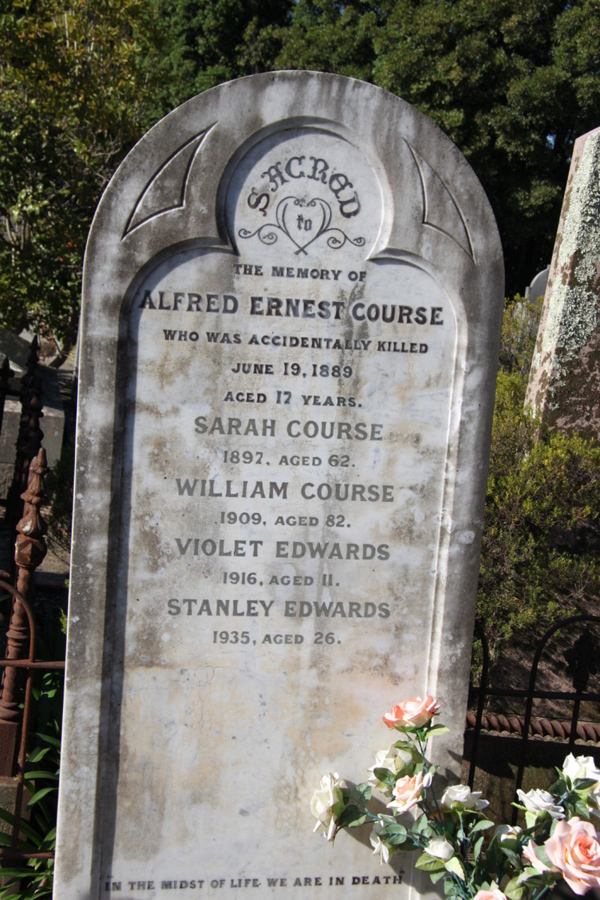 SACRED
to
THE MEMORY OF
ALFRED ERNEST COURSE
WHO WAS ACCIDENTALLY KILLED
JUNE 19, 1889
AGED 17 YEARS.
SARAH COURSE
1897, AGED 62.
WILLIAM COURSE
1909, AGED 82.
VIOLET EDWARDS
1916, AGED 11.
STANLEY EDWARDS
1935, AGED 26.
IN THE MIDST OF LIFE WE ARE IN DEATH